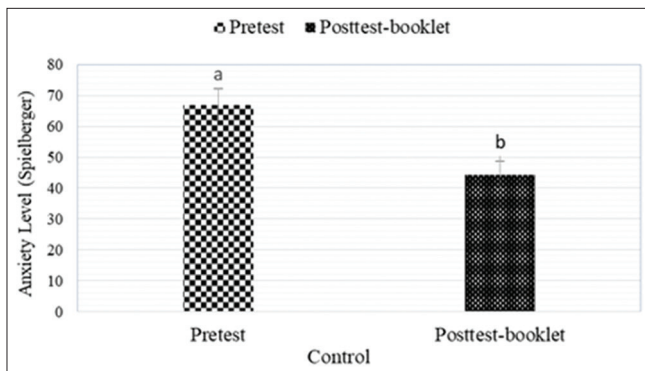 Pretest Posttest-booklet
Anxiety Level (Spielberger)
80
70
60
50
40
30
20
10
0
a
b
Pretest Posttest-booklet
Control